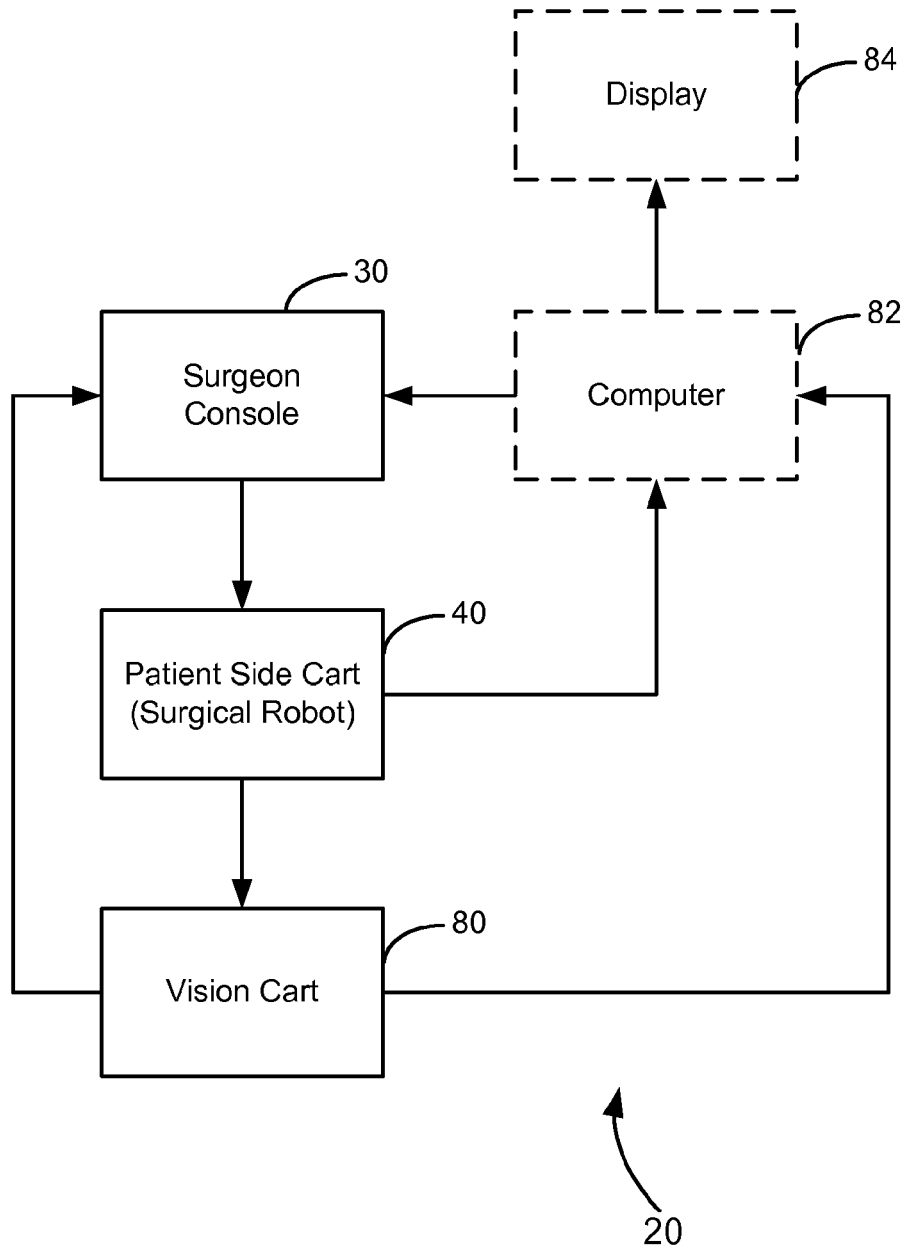 84
Display
30
82
Surgeon
Console
Computer
40
Patient Side Cart
(Surgical Robot)
80
Vision Cart
20